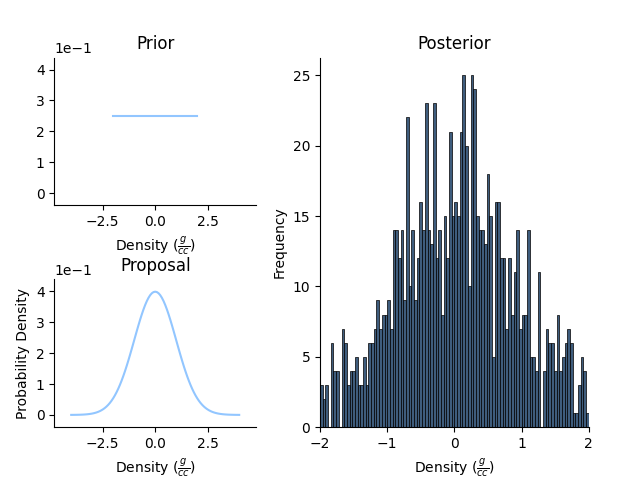 Prior
1e−1
4
3
2
1
0
−2.5 0.0 2.5
Density (g/cc)
Proposal
1e−1
Probability Density
4
3
2
1
0
−2.5 0.0 2.5
Density (g/cc)
Posterior
Frequency
25
20
15
10
5
0
−2 −1 0 1 2
Density (g/cc)